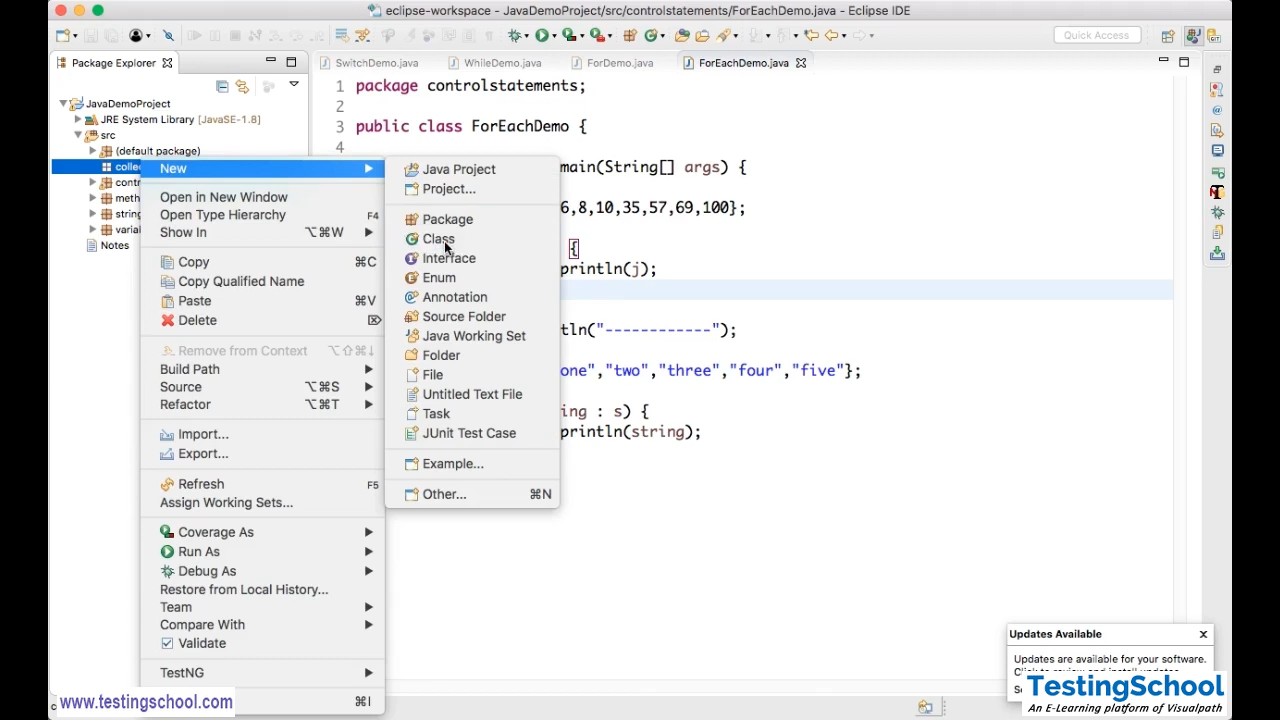 eclipse-workspace - JavaDemoProject/src/controlstatements/ForEachDemo.java - Eclipse IDE
Quick Access
Package Explorer
SwitchDemo.java
WhileDemo.java
ForDemo.java
ForEachDemo.java
JavaDemoProject
JRE System Library [JavaSE-1.8]
src
(default package)
collec
cont
meth
string
varial
Notes
1 package controlstatements;
2
3 public class ForEachDemo {
4
main(String[] args) {
6,8,10,35,57,69,100};
{
println(j);
tln("------------");
one","two","three","four","five"};
ing : s) {
println(string);
New
Open in New Window
Open Type Hierarchy F4
Show In ⌥⌘W
Copy ⌘C
Copy Qualified Name
Paste ⌘V
Delete ⌦
Remove from Context ⌥⇧⌘↓
Build Path
Source ⌥⌘S
Refactor ⌥⌘T
Import...
Export...
Refresh F5
Assign Working Sets...
Coverage As
Run As
Debug As
Restore from Local History...
Team
Compare With
Validate
TestNG
⌘I
Java Project
Project...
Package
Class
Interface
Enum
Annotation
Source Folder
Java Working Set
Folder
File
Untitled Text File
Task
JUnit Test Case
Example...
Other... ⌘N
Updates Available
Updates are available for your software.
www.testingschool.com
TestingSchool
An E-Learning platform of Visualpath